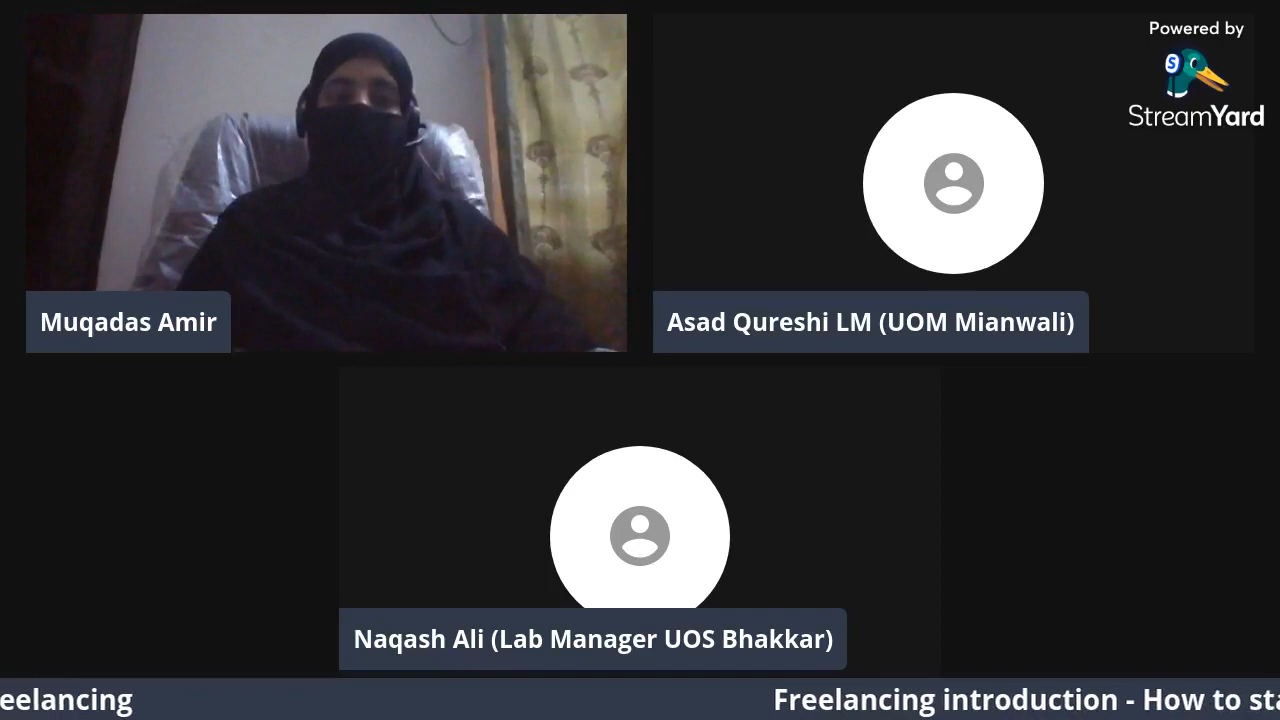 Powered by
StreamYard
Muqadas Amir
Asad Qureshi LM (UOM Mianwali)
Naqash Ali (Lab Manager UOS Bhakkar)
eelancing
Freelancing introduction - How to sta